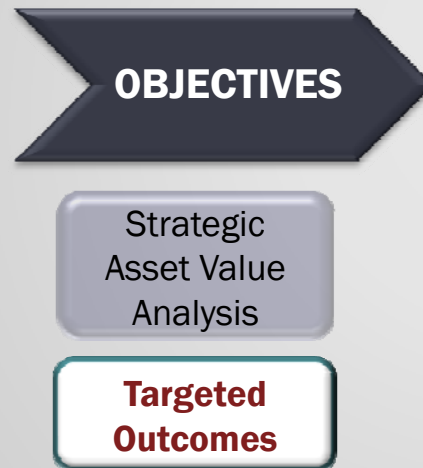 OBJECTIVES
Strategic
Asset Value
Analysis
Targeted
Outcomes